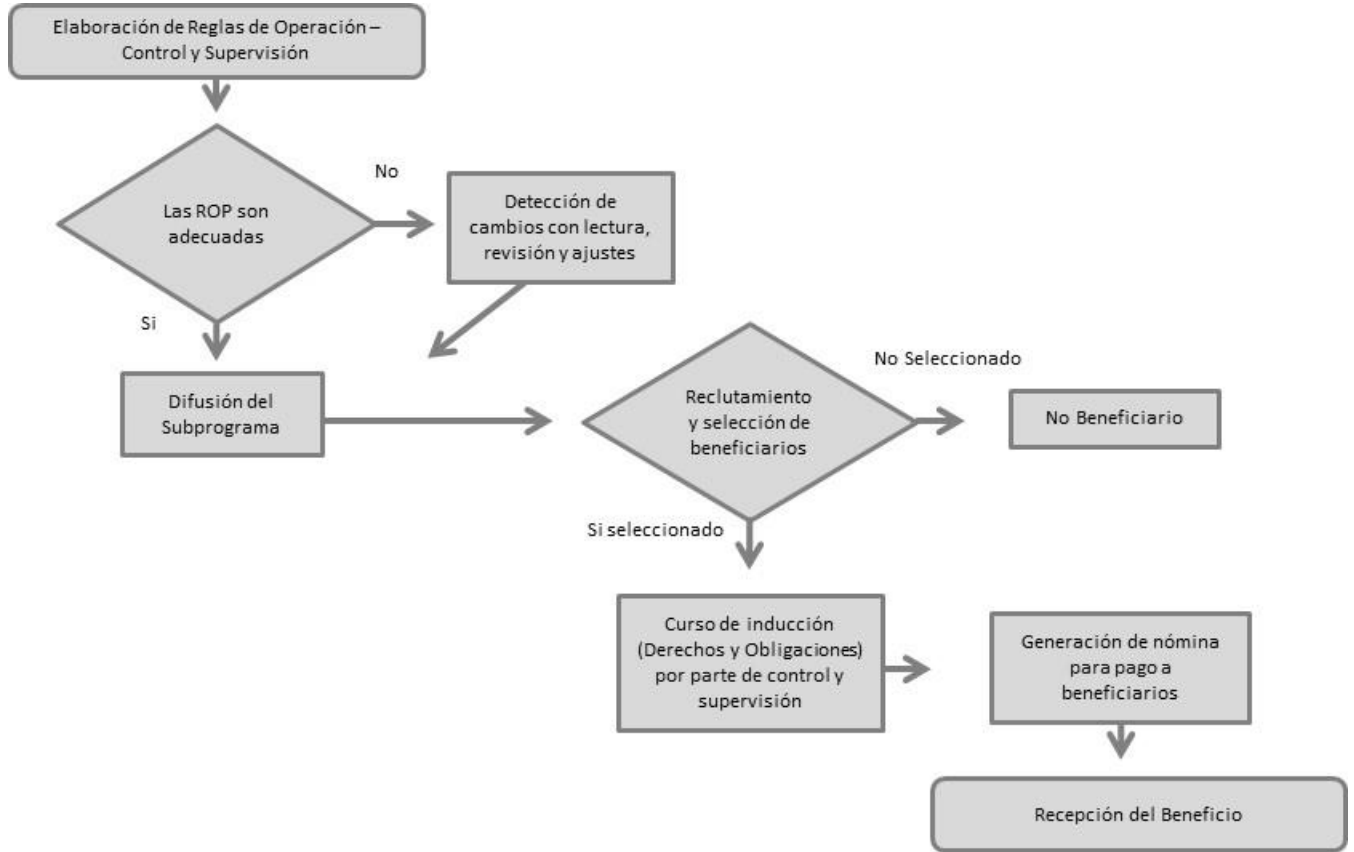 Elaboración de Reglas de Operación –
Control y Supervisión
No
Las ROP son
adecuadas
Detección de
cambios con lectura,
revisión y ajustes
Si
Difusión del
Subprograma
No Seleccionado
Reclutamiento
y selección de
beneficiarios
No Beneficiario
Si seleccionado
Curso de inducción
(Derechos y Obligaciones)
por parte de control y
supervisión
Generación de nómina
para pago a
beneficiarios
Recepción del Beneficio